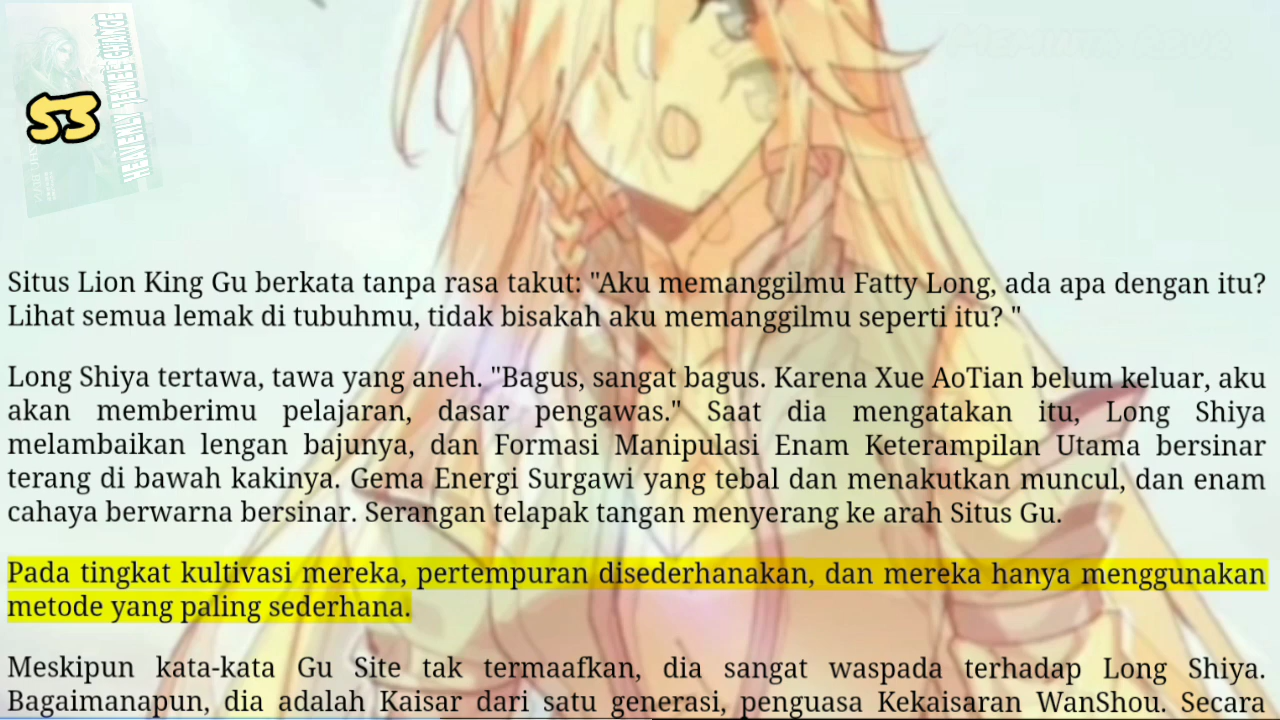 HEAVENLY JEWEL CHANGE
53
Situs Lion King Gu berkata tanpa rasa takut: "Aku memanggilmu Fatty Long, ada apa dengan itu?
Lihat semua lemak di tubuhmu, tidak bisakah aku memanggilmu seperti itu? "
Long Shiya tertawa, tawa yang aneh. "Bagus, sangat bagus. Karena Xue AoTian belum keluar, aku
akan memberimu pelajaran, dasar pengawas." Saat dia mengatakan itu, Long Shiya
melambaikan lengan bajunya, dan Formasi Manipulasi Enam Keterampilan Utama bersinar
terang di bawah kakinya. Gema Energi Surgawi yang tebal dan menakutkan muncul, dan enam
cahaya berwarna bersinar. Serangan telapak tangan menyerang ke arah Situs Gu.
Pada tingkat kultivasi mereka, pertempuran disederhanakan, dan mereka hanya menggunakan
metode yang paling sederhana.
Meskipun kata-kata Gu Site tak termaafkan, dia sangat waspada terhadap Long Shiya.
Bagaimanapun, dia adalah Kaisar dari satu generasi, penguasa Kekaisaran WanShou. Secara